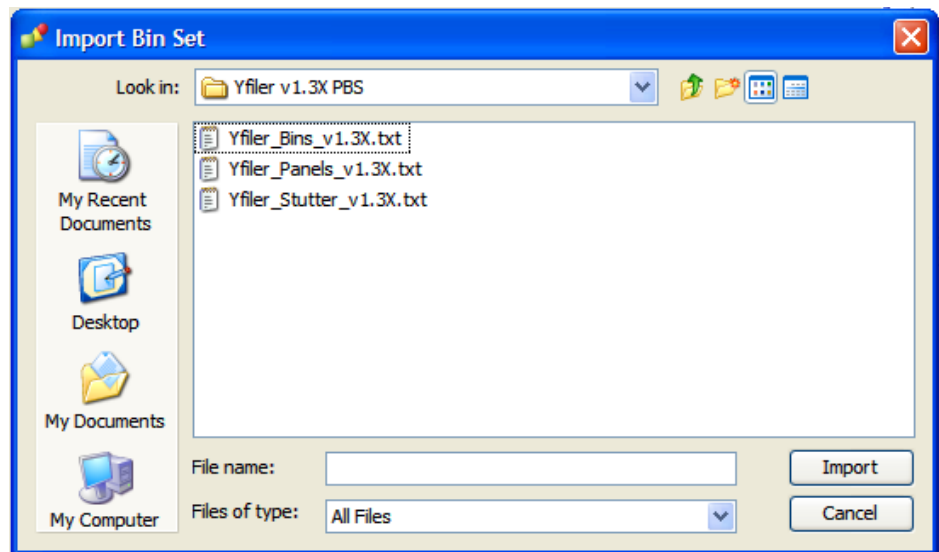 Import Bin Set
Look in:
Yfiler v1.3X PBS
Yfiler_Bins_v1.3X.txt
Yfiler_Panels_v1.3X.txt
Yfiler_Stutter_v1.3X.txt
My Recent
Documents
Desktop
My Documents
My Computer
File name:
Import
Files of type:
All Files
Cancel